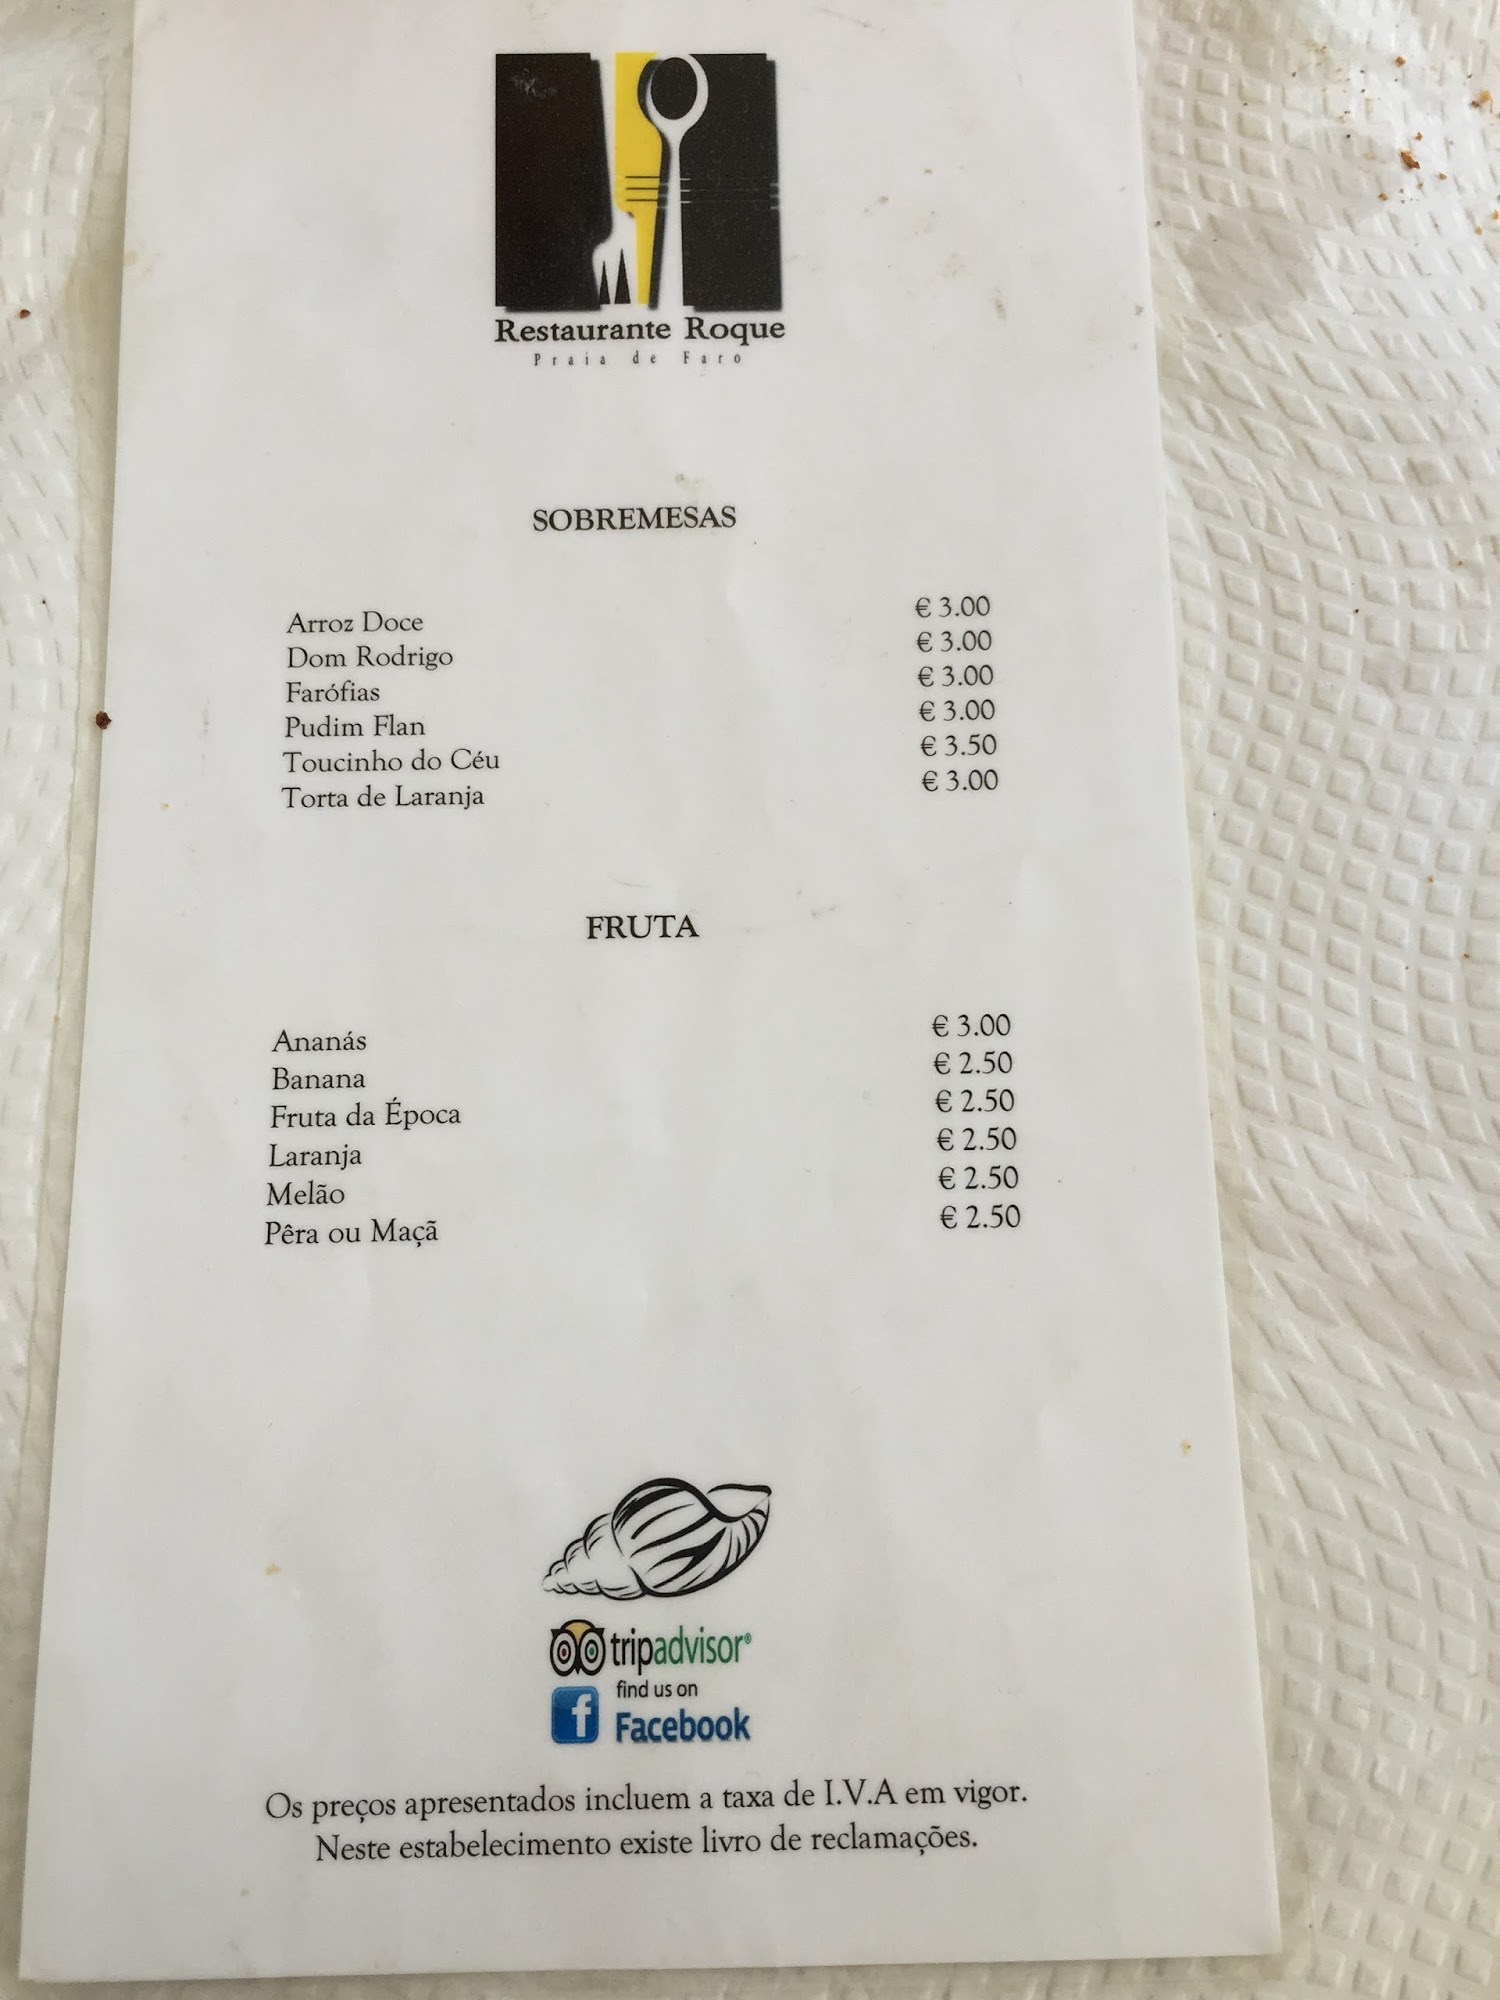 Restaurante Roque
Praia de Faro
SOBREMESAS
Arroz Doce € 3.00
Dom Rodrigo € 3.00
Farófias € 3.00
Pudim Flan € 3.00
Toucinho do Céu € 3.50
Torta de Laranja € 3.00
FRUTA
Ananás € 3.00
Banana € 2.50
Fruta da Época € 2.50
Laranja € 2.50
Melão € 2.50
Pêra ou Maçã € 2.50
tripadvisor®
find us on
f Facebook
Os preços apresentados incluem a taxa de I.V.A em vigor.
Neste estabelecimento existe livro de reclamações.